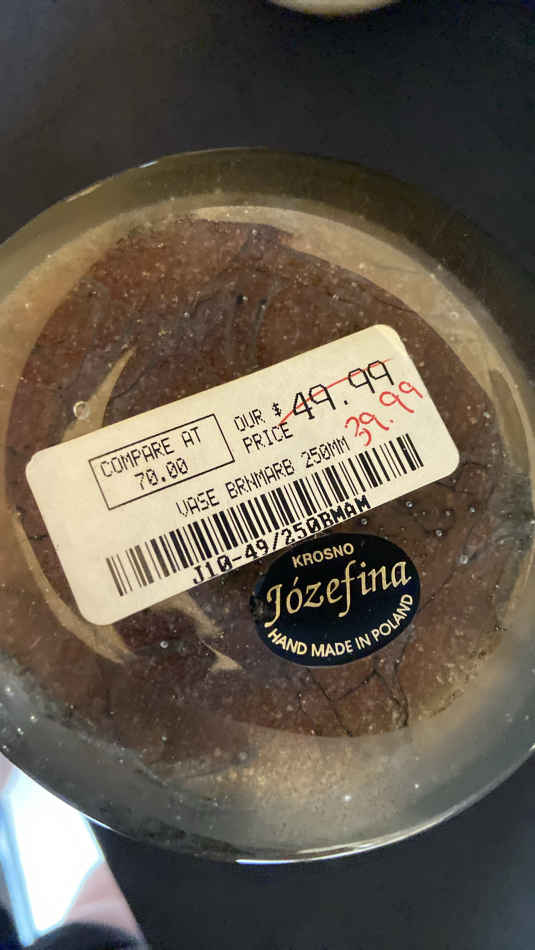 COMPARE AT
70.00
OUR $ 49.99
PRICE
39.99
VASE BRNMARB 250MM
J10-49/250BMAM
KROSNO
Józefina
HAND MADE IN POLAND